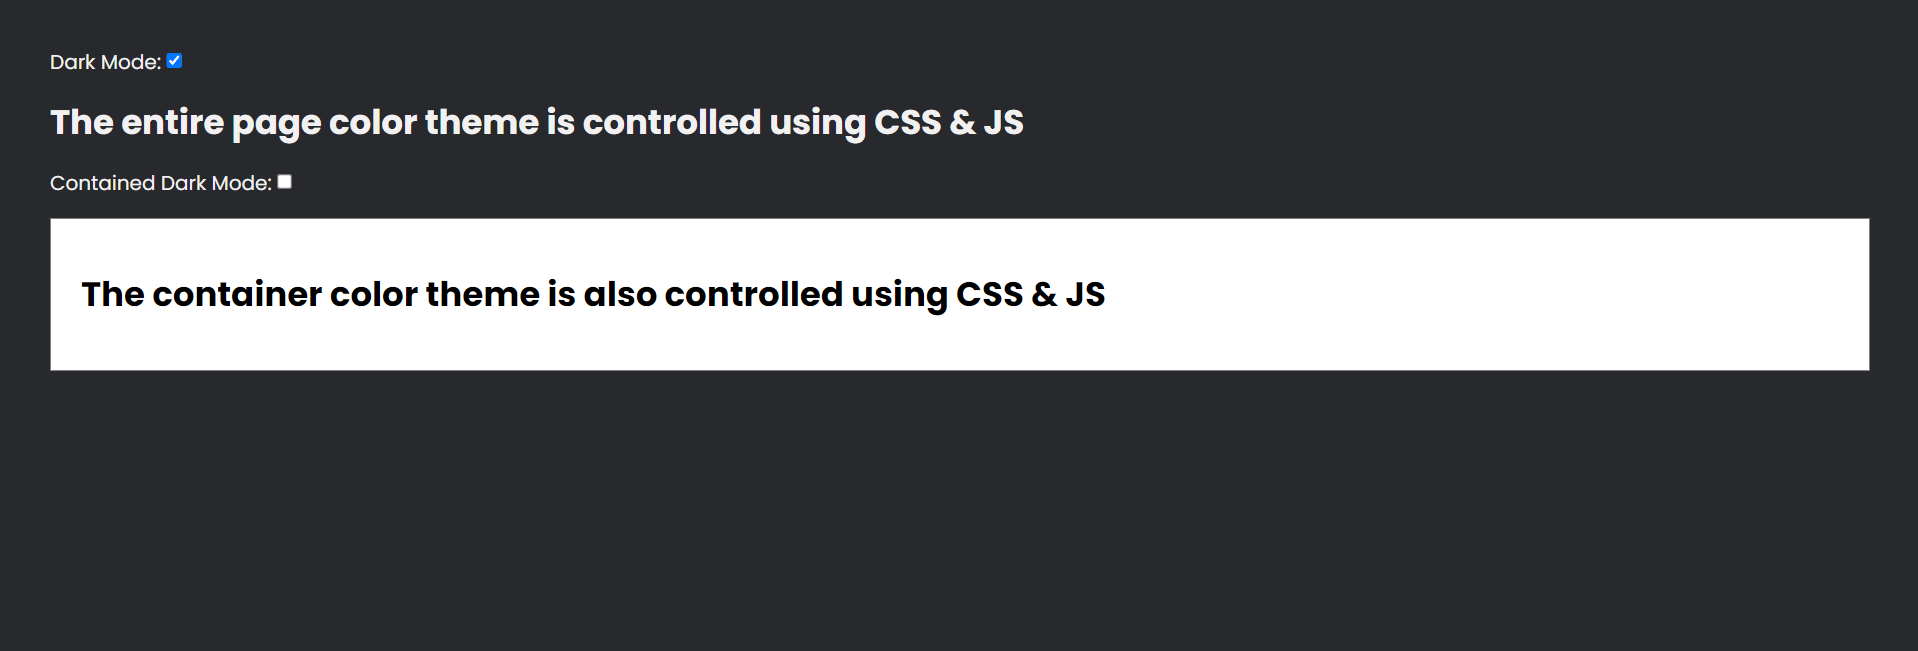 Dark Mode:
The entire page color theme is controlled using CSS & JS
Contained Dark Mode:
The container color theme is also controlled using CSS & JS